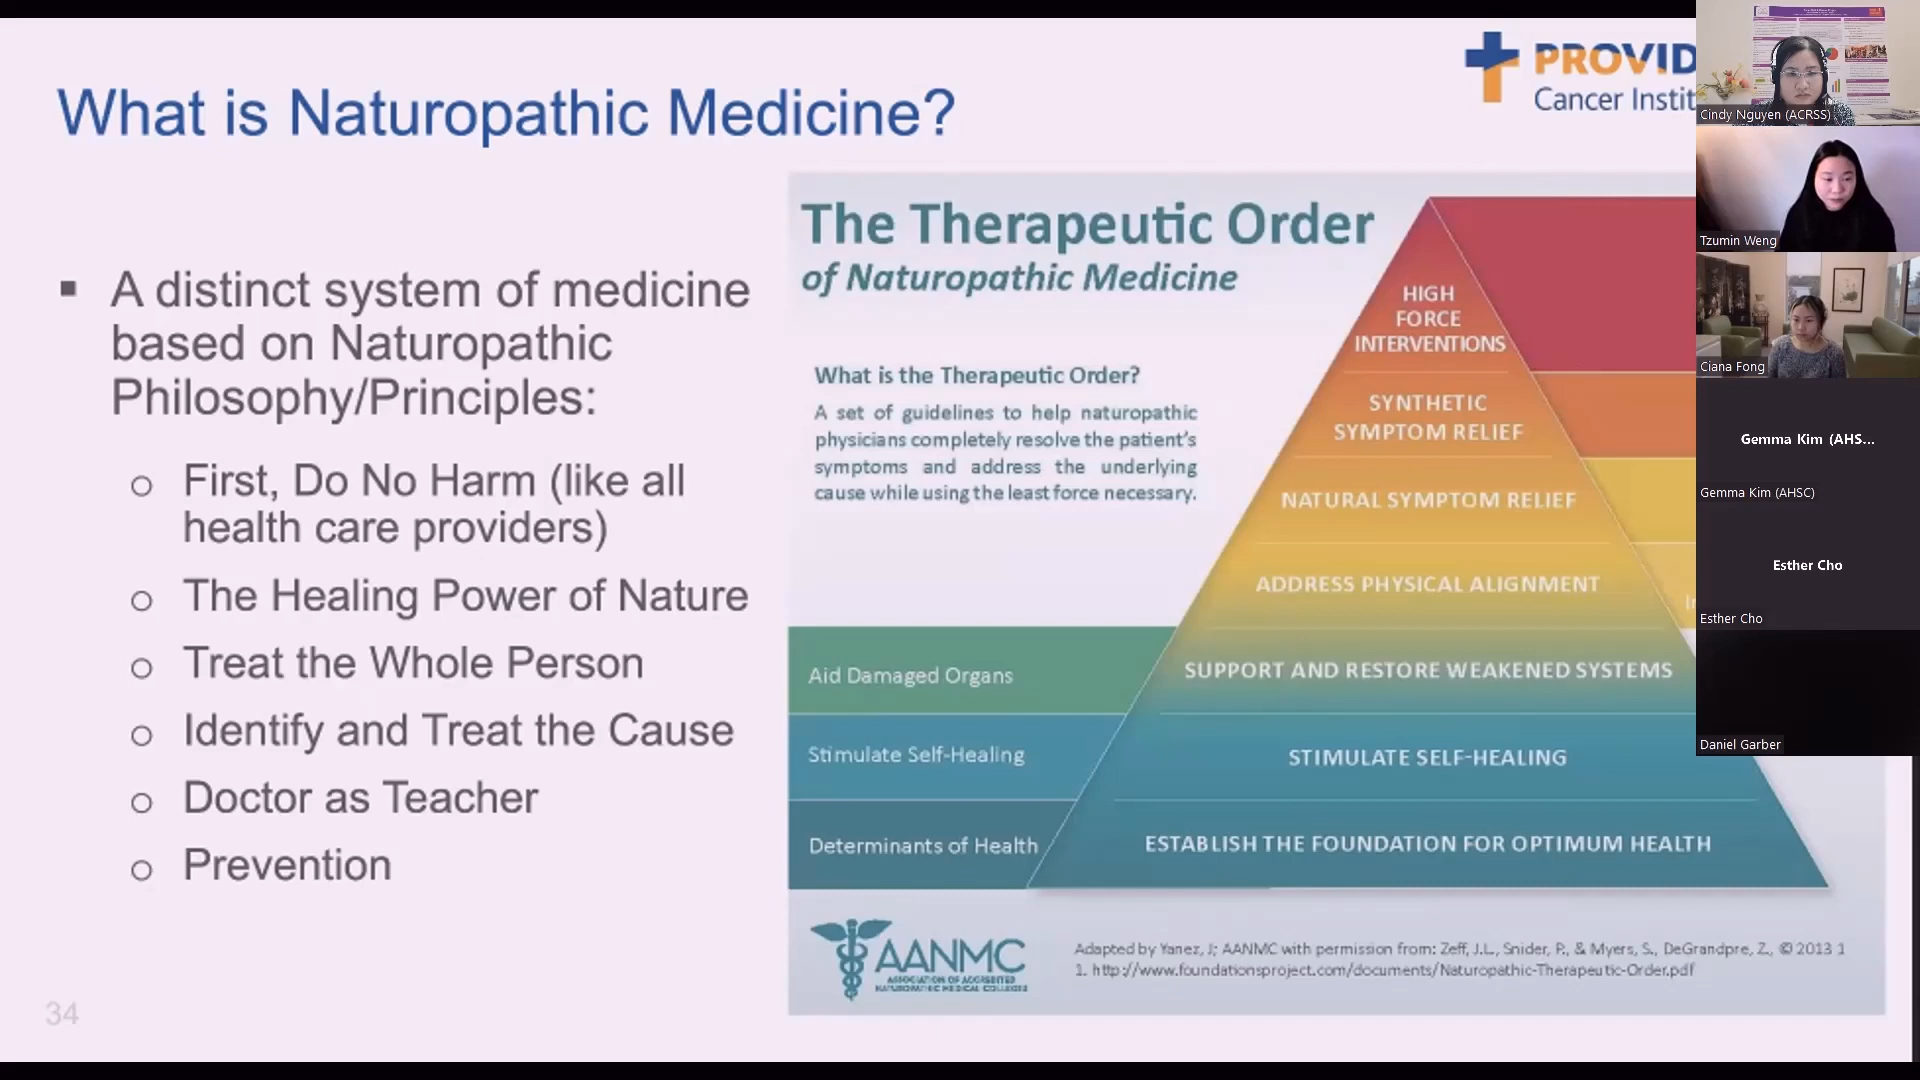 What is Naturopathic Medicine?
PROVID
Cancer Instit
A distinct system of medicine
based on Naturopathic
Philosophy/Principles:
First, Do No Harm (like all
health care providers)
The Healing Power of Nature
Treat the Whole Person
Identify and Treat the Cause
Doctor as Teacher
Prevention
34
The Therapeutic Order
of Naturopathic Medicine
What is the Therapeutic Order?
A set of guidelines to help naturopathic
physicians completely resolve the patient's
symptoms and address the underlying
cause while using the least force necessary.
HIGH
FORCE
INTERVENTIONS
SYNTHETIC
SYMPTOM RELIEF
NATURAL SYMPTOM RELIEF
ADDRESS PHYSICAL ALIGNMENT
Aid Damaged Organs
SUPPORT AND RESTORE WEAKENED SYSTEMS
Stimulate Self-Healing
STIMULATE SELF-HEALING
Determinants of Health
ESTABLISH THE FOUNDATION FOR OPTIMUM HEALTH
AANMC
ASSOCIATION OF ACCREDITED
NATUROPATHIC MEDICAL COLLEGES
Adapted by Yanez, J; AANMC with permission from: Zeff, J.L., Snider, P., & Myers, S., DeGrandpre, Z., © 2013 1
1. http://www.foundationsproject.com/documents/Naturopathic-Therapeutic-Order.pdf
Cindy Nguyen (ACRSS)
Tzumin Weng
Ciana Fong
Gemma Kim (AHS...
Gemma Kim (AHSC)
Esther Cho
Esther Cho
Daniel Garber